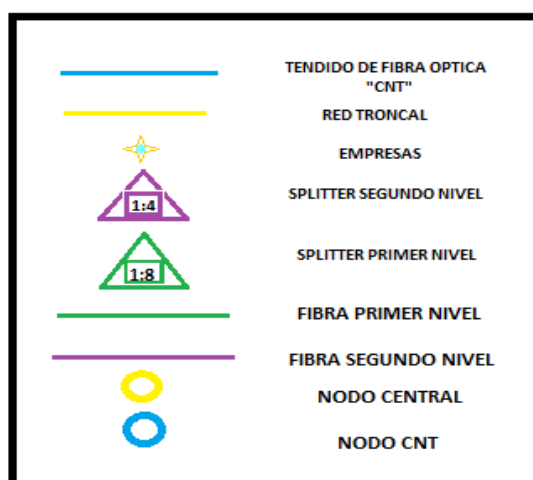 TENDIDO DE FIBRA OPTICA
"CNT"
RED TRONCAL
EMPRESAS
SPLITTER SEGUNDO NIVEL
1:4
SPLITTER PRIMER NIVEL
1:8
FIBRA PRIMER NIVEL
FIBRA SEGUNDO NIVEL
NODO CENTRAL
NODO CNT